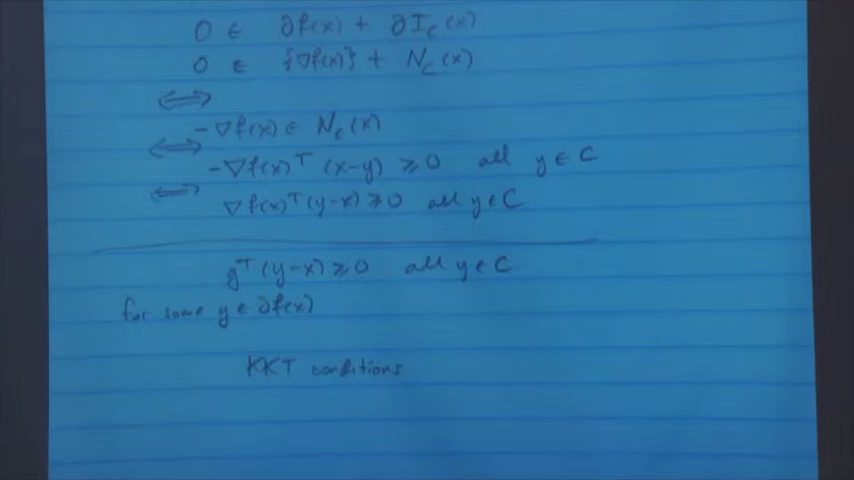 0 ∈ ∂f(x) + ∂I_C(x)
0 ∈ {∇f(x)} + N_C(x)
⟺
-∇f(x) ∈ N_C(x)
⟺
-∇f(x)^T (x-y) ≥ 0 all y ∈ C
⟺
∇f(x)^T (y-x) ≥ 0 all y ∈ C
g^T (y-x) ≥ 0 all y ∈ C
for some y ∈ ∂f(x)
KKT conditions